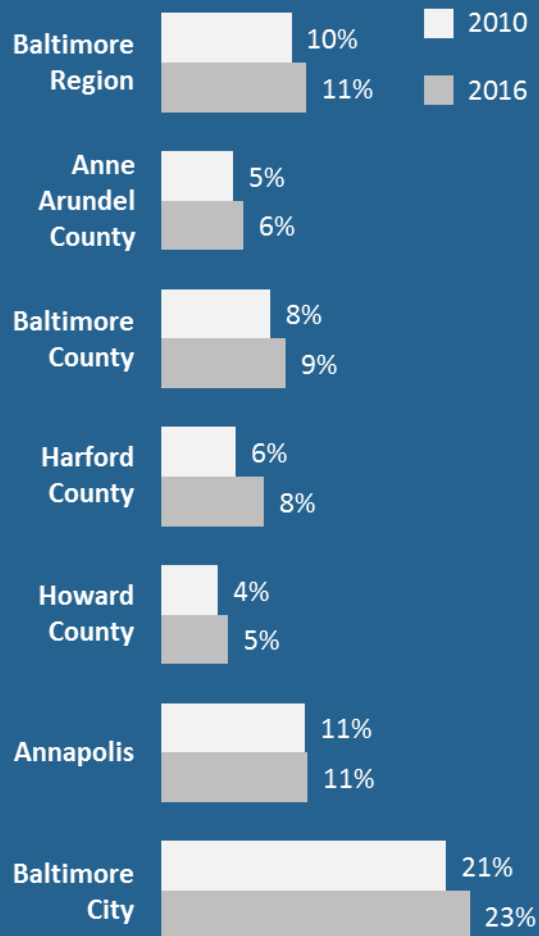 2010
2016
Baltimore
Region
10%
11%
Anne
Arundel
County
5%
6%
Baltimore
County
8%
9%
Harford
County
6%
8%
Howard
County
4%
5%
Annapolis
11%
11%
Baltimore
City
21%
23%